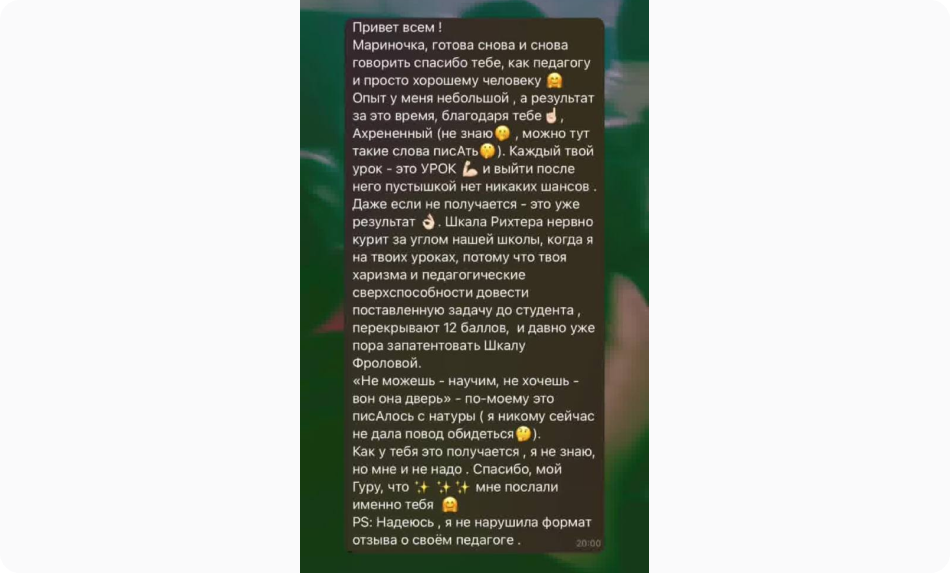 Привет всем !
Мариночка, готова снова и снова
говорить спасибо тебе, как педагогу
и просто хорошему человеку 🤗
Опыт у меня небольшой , а результат
за это время, благодаря тебе☝🏻,
Ахрененный (не знаю🤫 , можно тут
такие слова писАть🤔). Каждый твой
урок - это УРОК 💪🏻 и выйти после
него пустышкой нет никаких шансов .
Даже если не получается - это уже
результат 👌🏻. Шкала Рихтера нервно
курит за углом нашей школы, когда я
на твоих уроках, потому что твоя
харизма и педагогические
сверхспособности довести
поставленную задачу до студента ,
перекрывают 12 баллов,  и давно уже
пора запатентовать Шкалу
Фроловой.
«Не можешь - научим, не хочешь -
вон она дверь» - по-моему это
писАлось с натуры ( я никому сейчас
не дала повод обидеться🤔).
Как у тебя это получается , я не знаю,
но мне и не надо . Спасибо, мой
Гуру, что ✨ ✨✨ мне послали
именно тебя  🤗
PS: Надеюсь , я не нарушила формат
отзыва о своём педагоге .
20:00